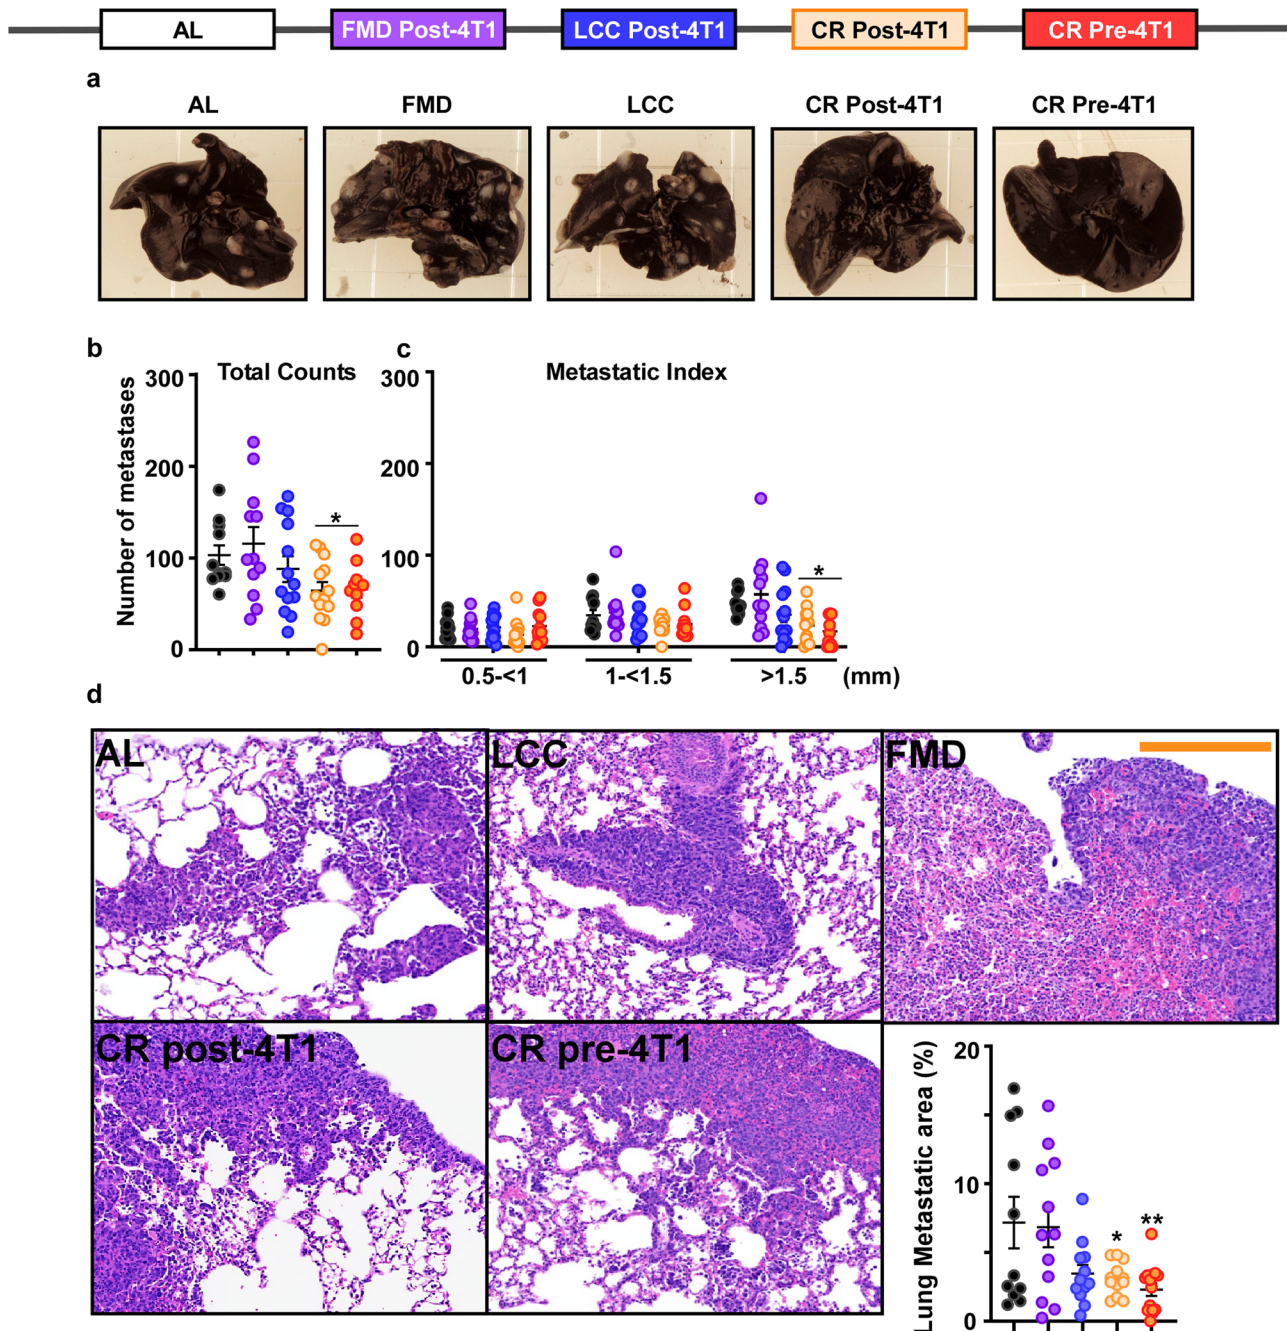 AL FMD Post-4T1 LCC Post-4T1 CR Post-4T1 CR Pre-4T1
a
AL FMD LCC CR Post-4T1 CR Pre-4T1
b
Total Counts
Number of metastases
300
200
100
0
*
c
Metastatic Index
300
200
100
0
*
0.5-<1 1-<1.5 >1.5 (mm)
d
AL LCC FMD
CR post-4T1 CR pre-4T1
Lung Metastatic area (%)
20
10
0
* **